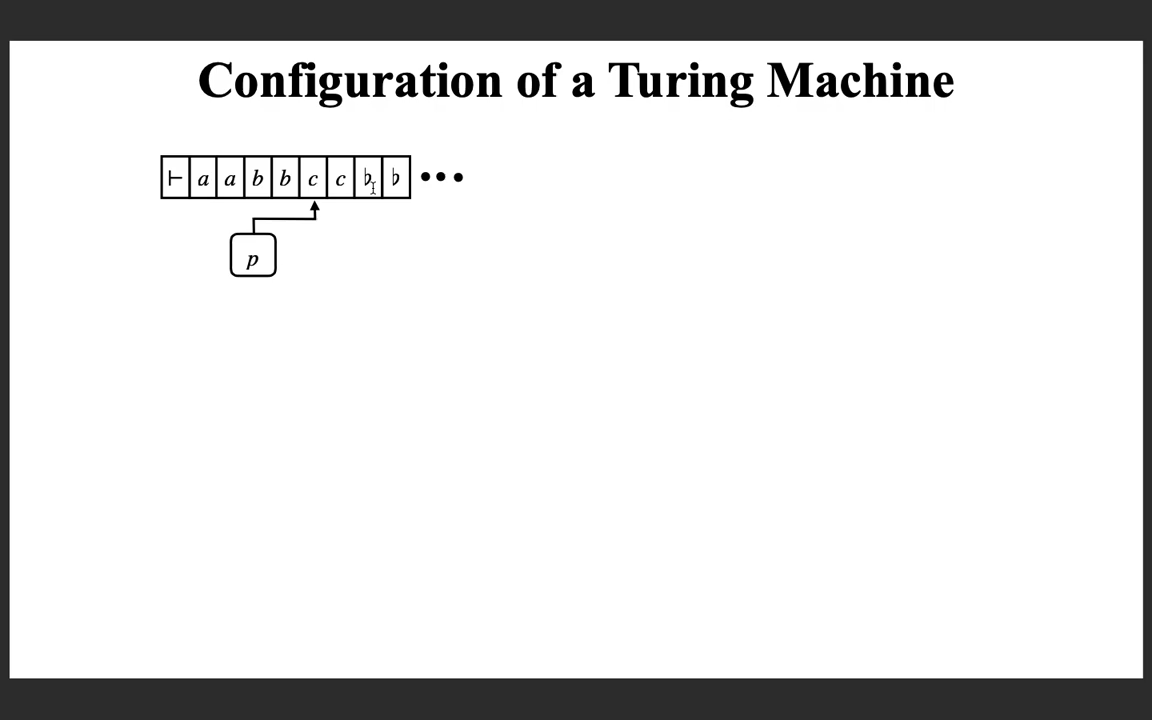 Configuration of a Turing Machine
⊢ a a b b c c ♭ ♭ •••
p